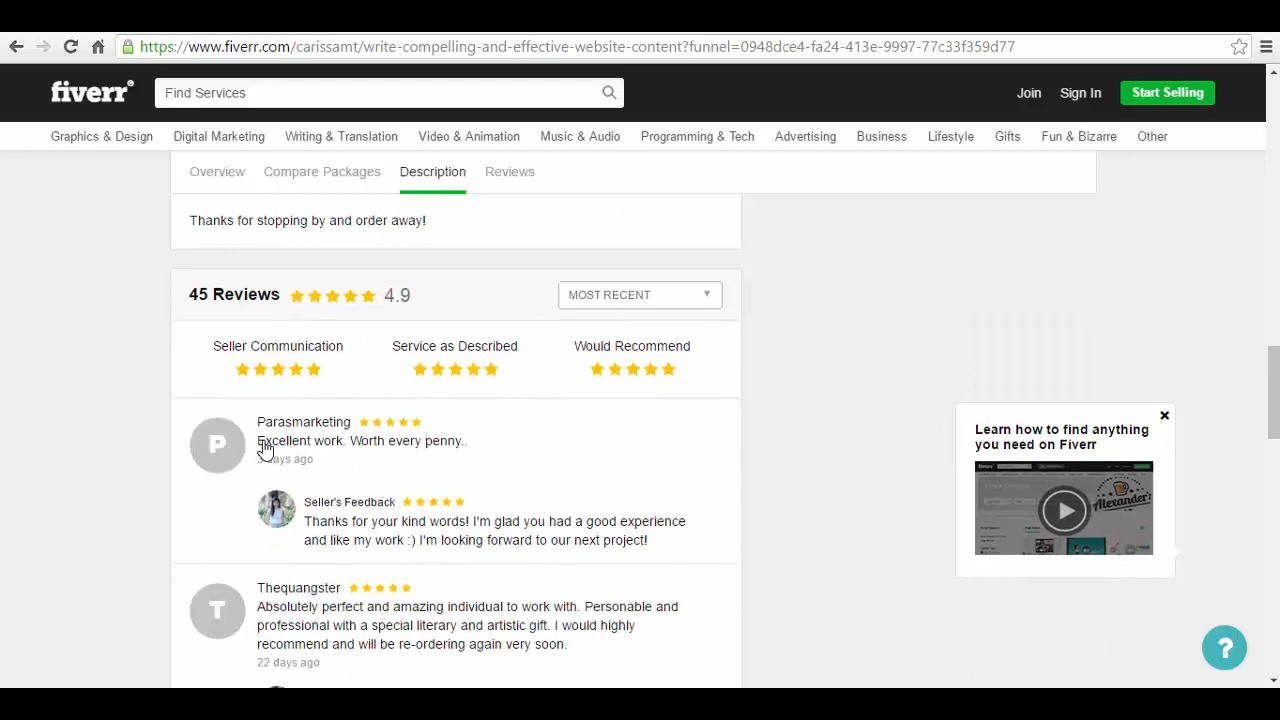 https://www.fiverr.com/carissamt/write-compelling-and-effective-website-content?funnel=0948dce4-fa24-413e-9997-77c33f359d77
fiverr Find Services Join Sign In Start Selling
Graphics & Design Digital Marketing Writing & Translation Video & Animation Music & Audio Programming & Tech Advertising Business Lifestyle Gifts Fun & Bizarre Other
Overview Compare Packages Description Reviews
Thanks for stopping by and order away!
45 Reviews 4.9 MOST RECENT
Seller Communication Service as Described Would Recommend
Parasmarketing
Excellent work. Worth every penny..
days ago
Seller's Feedback
Thanks for your kind words! I'm glad you had a good experience
and like my work :) I'm looking forward to our next project!
Thequangster
Absolutely perfect and amazing individual to work with. Personable and
professional with a special literary and artistic gift. I would highly
recommend and will be re-ordering again very soon.
22 days ago
P
T
Learn how to find anything
you need on Fiverr
Alexander's
?